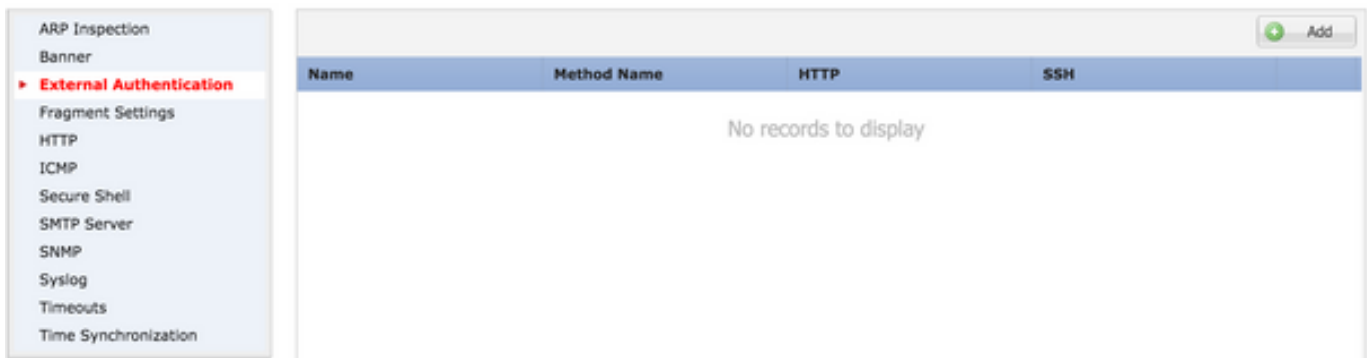 ARP Inspection
Banner
External Authentication
Fragment Settings
HTTP
ICMP
Secure Shell
SMTP Server
SNMP
Syslog
Timeouts
Time Synchronization
Add
Name Method Name HTTP SSH
No records to display